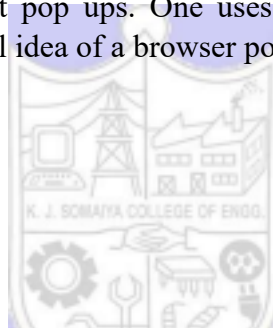 t pop ups. One uses
l idea of a browser po
K. J. SOMAIYA COLLEGE OF ENGG.